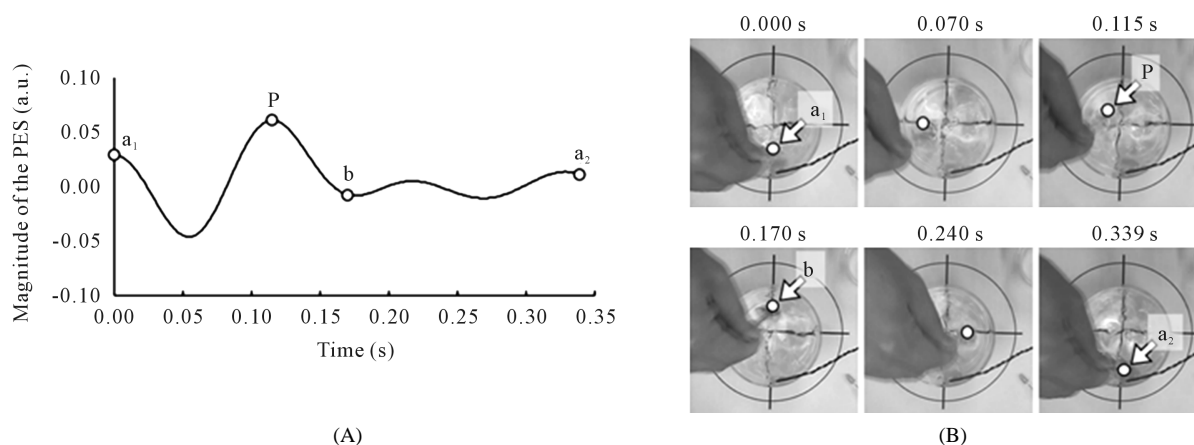 Magnitude of the PES (a.u.)
0.10
0.05
0.00
-0.05
-0.10
a₁
P
b
a₂
0.00 0.05 0.10 0.15 0.20 0.25 0.30 0.35
Time (s)
(A)
0.000 s 0.070 s 0.115 s
a₁
P
0.170 s 0.240 s 0.339 s
b
a₂
(B)